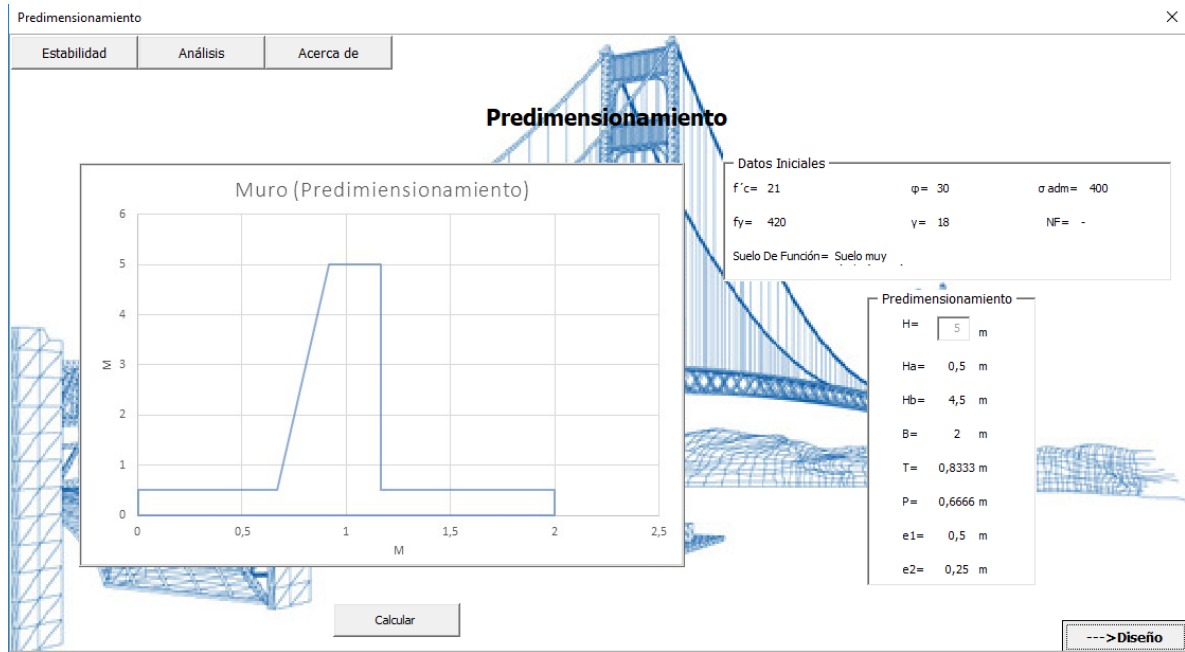 Predimensionamiento
Estabilidad Análisis Acerca de
Predimensionamiento
Muro (Predimiensionamiento)
6
5
4
3
2
1
0
M
0 0,5 1 1,5 2 2,5
M
Datos Iniciales
f´c= 21 φ= 30 σ adm= 400
fy= 420 γ= 18 NF= -
Suelo De Función= Suelo muy
Predimensionamiento
H= 5 m
Ha= 0,5 m
Hb= 4,5 m
B= 2 m
T= 0,8333 m
P= 0,6666 m
e1= 0,5 m
e2= 0,25 m
Calcular
--->Diseño